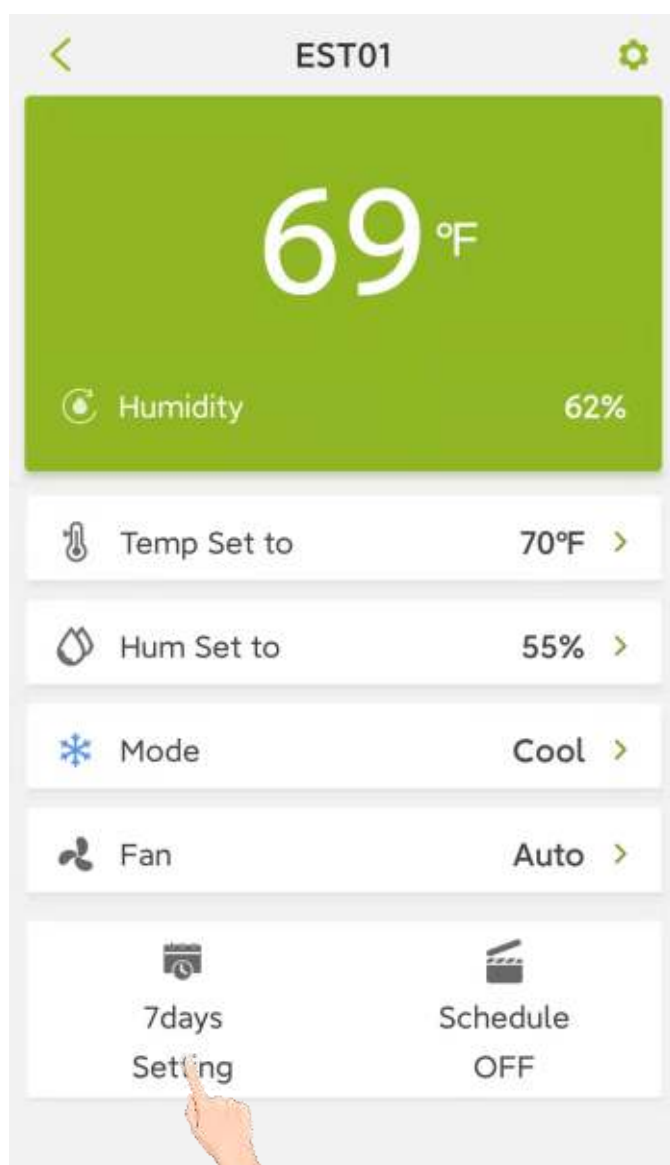 EST01
69 °F
Humidity 62%
Temp Set to 70°F
Hum Set to 55%
Mode Cool
Fan Auto
7days Schedule
Setting OFF